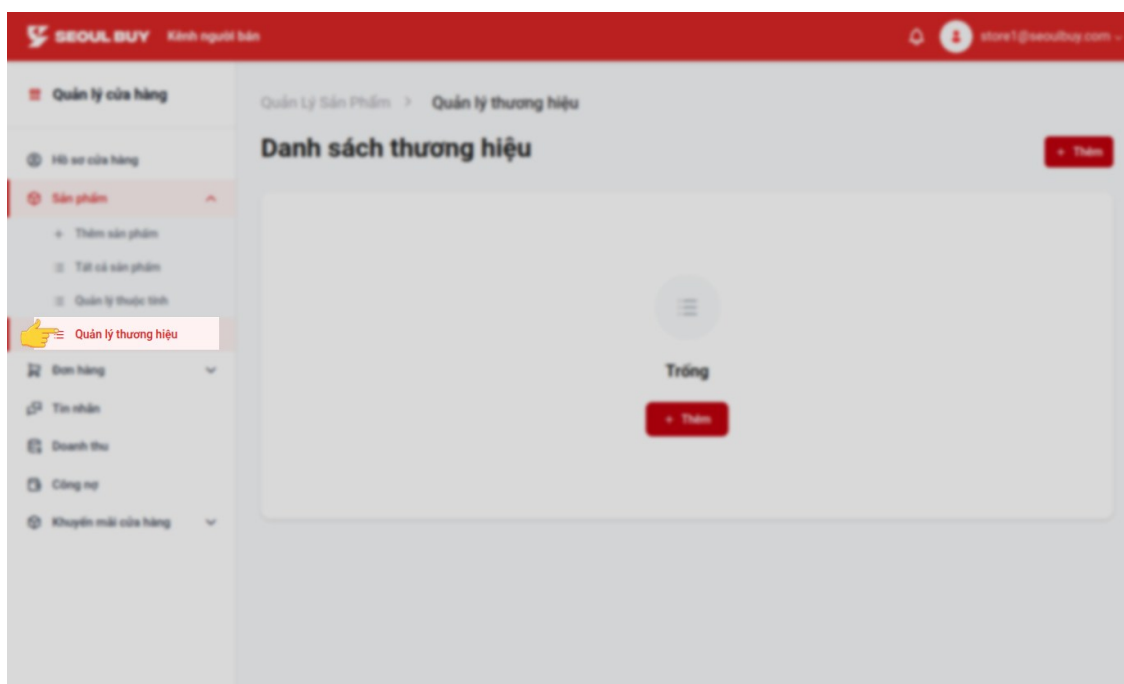 SEOUL BUY Kênh người bán
store1@seoulbuy.com
Quản lý cửa hàng
Quản Lý Sản Phẩm > Quản lý thương hiệu
Danh sách thương hiệu
+ Thêm
Hồ sơ cửa hàng
Sản phẩm
+ Thêm sản phẩm
Tất cả sản phẩm
Quản lý thuộc tính
Quản lý thương hiệu
Đơn hàng
Tin nhắn
Doanh thu
Công nợ
Khuyến mãi cửa hàng
Trống
+ Thêm